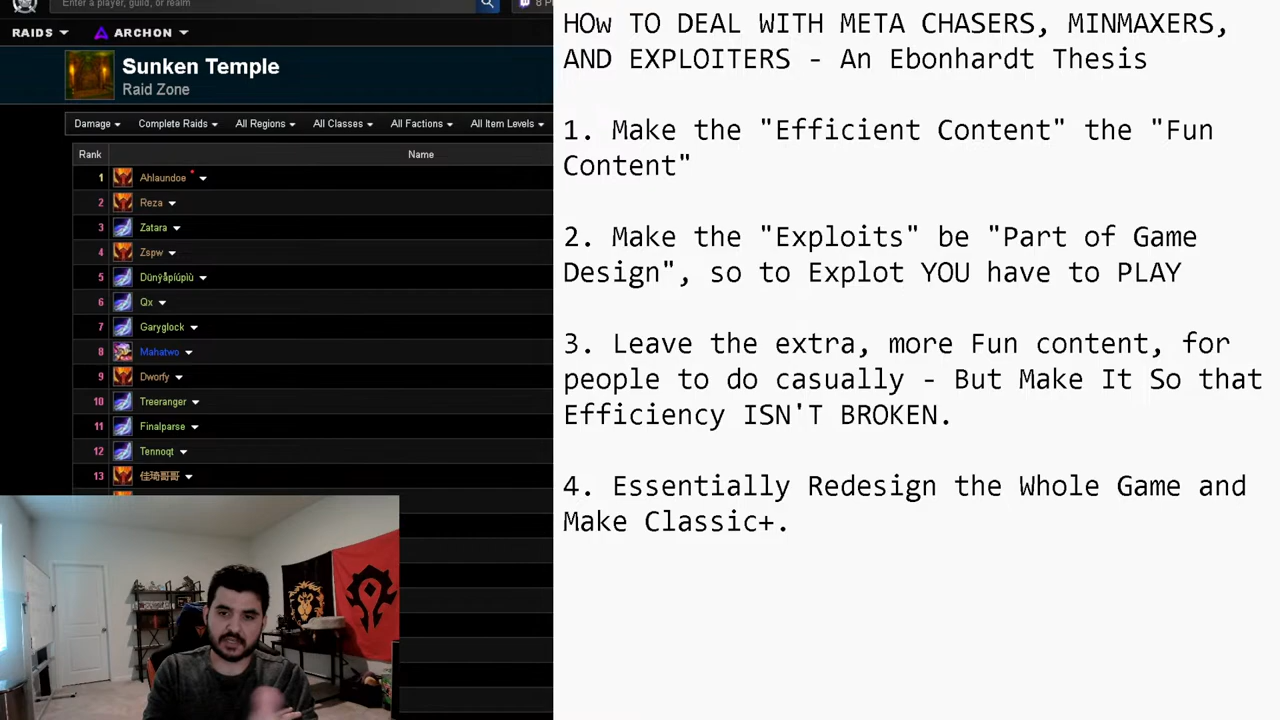 Enter a player, guild, or realm
RAIDS
ARCHON
Sunken Temple
Raid Zone
Damage
Complete Raids
All Regions
All Classes
All Factions
All Item Levels
Rank
Name
1 Ahlaundoe
2 Reza
3 Zatara
4 Zspw
5
6 Qx
7 Garyglock
8 Mahatwo
9 Dworfy
10 Treeranger
11 Finalparse
12 Tennoqt
13 佳琦哥哥
HOw TO DEAL WITH META CHASERS, MINMAXERS,
AND EXPLOITERS - An Ebonhardt Thesis
1. Make the "Efficient Content" the "Fun
Content"
2. Make the "Exploits" be "Part of Game
Design", so to Explot YOU have to PLAY
3. Leave the extra, more Fun content, for
people to do casually - But Make It So that
Efficiency ISN'T BROKEN.
4. Essentially Redesign the Whole Game and
Make Classic+.